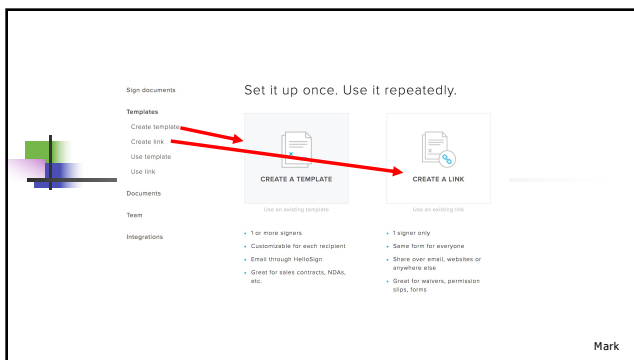 Sign documents
Templates
Create template
Create link
Use template
Use link
Documents
Team
Integrations
Set it up once. Use it repeatedly.
CREATE A TEMPLATE
Use an existing template
• 1 or more signers
• Customizable for each recipient
• Email through HelloSign
• Great for sales contracts, NDAs,
etc.
CREATE A LINK
Use an existing link
• 1 signer only
• Same form for everyone
• Share over email, websites or
anywhere else
• Great for waivers, permission
slips, forms
Mark